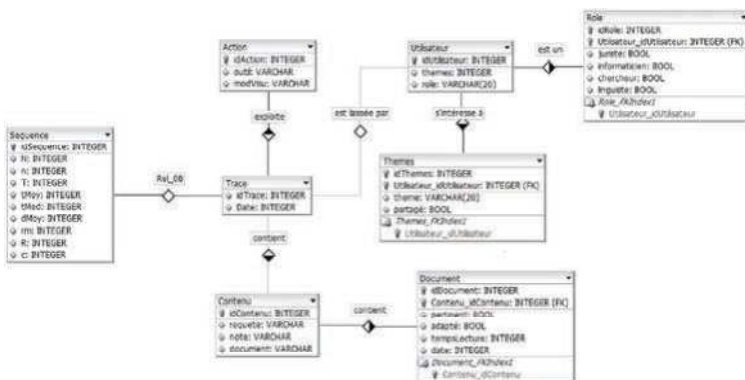 Role
idRole: INTEGER
Utilisateur_idUtilisateur: INTEGER (FK)
jurete: BOOL
informaticien: BOOL
chercheur: BOOL
linguiste: BOOL
Role_FKIndex1
Utilisateur_idUtilisateur
est un
Action
idAction: INTEGER
outil: VARCHAR
modVisu: VARCHAR
Utilisateur
idUtilisateur: INTEGER
themes: INTEGER
role: VARCHAR(20)
exploite
est laissée par
s'intéresse à
Sequence
idSequence: INTEGER
N: INTEGER
n: INTEGER
T: INTEGER
tMoy: INTEGER
tMed: INTEGER
dMoy: INTEGER
rm: INTEGER
R: INTEGER
c: INTEGER
Rel_08
Trace
idTrace: INTEGER
Date: INTEGER
Themes
idThemes: INTEGER
Utilisateur_idUtilisateur: INTEGER (FK)
theme: VARCHAR(20)
partagé: BOOL
Themes_FKIndex1
Utilisateur_idUtilisateur
contient
Contenu
idContenu: INTEGER
requete: VARCHAR
note: VARCHAR
document: VARCHAR
contient
Document
idDocument: INTEGER
Contenu_idContenu: INTEGER (FK)
pertinent: BOOL
adapté: BOOL
tempsLecture: INTEGER
date: INTEGER
Document_FKIndex1
Contenu_idContenu